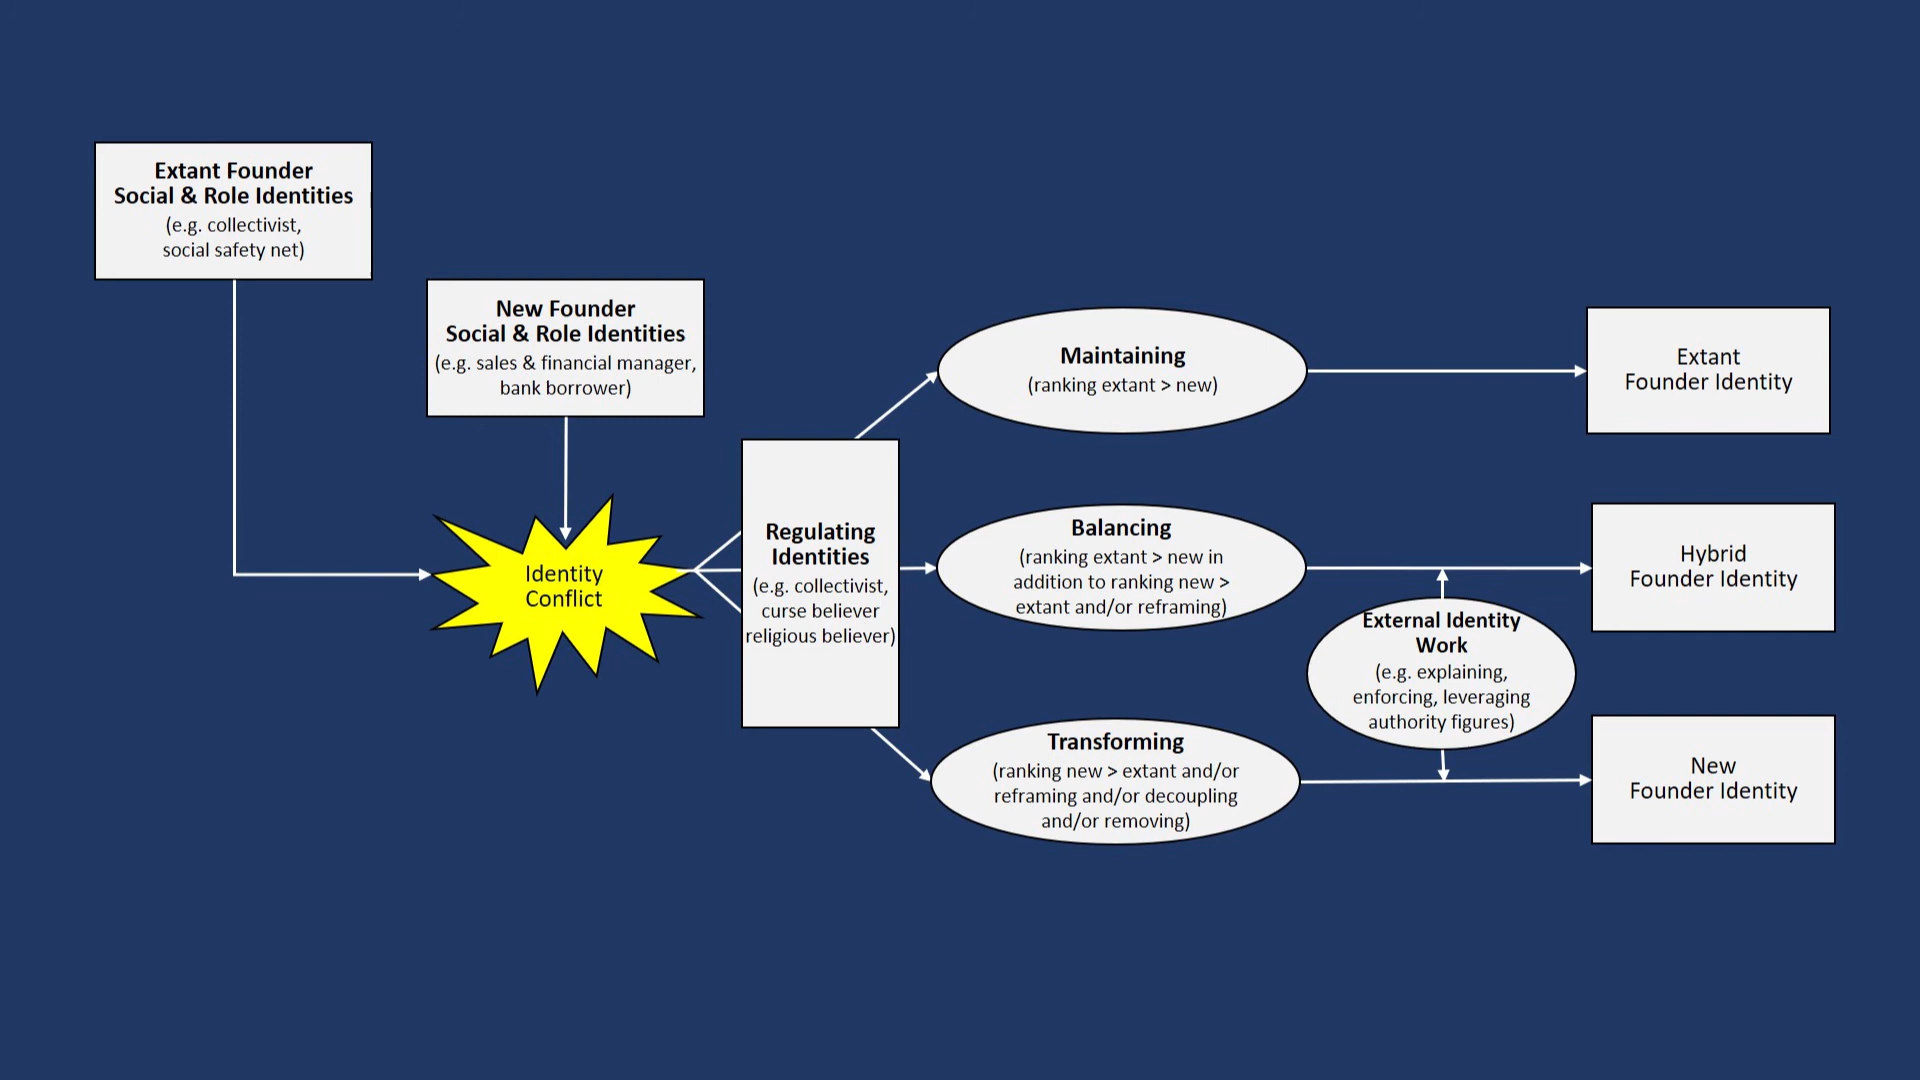 Extant Founder
Social & Role Identities
(e.g. collectivist,
social safety net)
New Founder
Social & Role Identities
(e.g. sales & financial manager,
bank borrower)
Identity
Conflict
Regulating
Identities
(e.g. collectivist,
curse believer
religious believer)
Maintaining
(ranking extant > new)
Balancing
(ranking extant > new in
addition to ranking new >
extant and/or reframing)
Transforming
(ranking new > extant and/or
reframing and/or decoupling
and/or removing)
External Identity
Work
(e.g. explaining,
enforcing, leveraging
authority figures)
Extant
Founder Identity
Hybrid
Founder Identity
New
Founder Identity